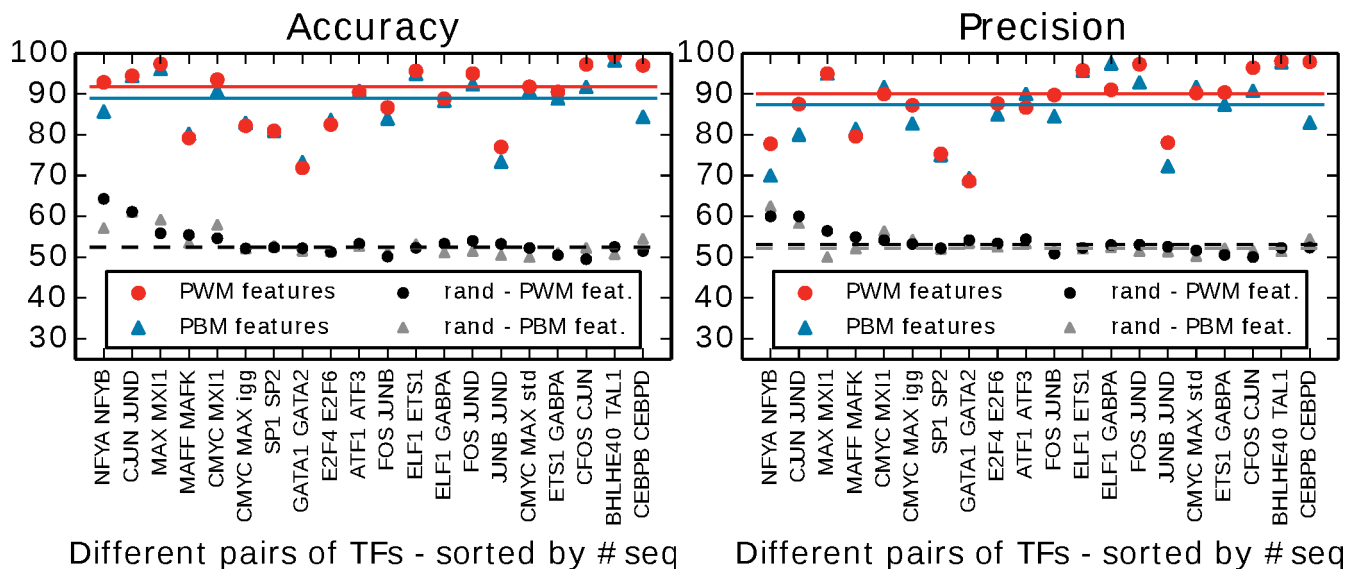 Accuracy
100
90
80
70
60
50
40
30
PWM features
rand - PWM feat.
PBM features
rand - PBM feat.
NFYA NFYB
CJUN JUND
MAX MXI1
MAFF MAFK
CMYC MXI1
CMYC MAX igg
SP1 SP2
GATA1 GATA2
E2F4 E2F6
ATF1 ATF3
FOS JUNB
ELF1 ETS1
ELF1 GABPA
FOS JUND
JUNB JUND
CMYC MAX std
ETS1 GABPA
CFOS CJUN
BHLHE40 TAL1
CEBPB CEBPD
Different pairs of TFs - sorted by # seq
Precision
100
90
80
70
60
50
40
30
PWM features
rand - PWM feat.
PBM features
rand - PBM feat.
NFYA NFYB
CJUN JUND
MAX MXI1
MAFF MAFK
CMYC MXI1
CMYC MAX igg
SP1 SP2
GATA1 GATA2
E2F4 E2F6
ATF1 ATF3
FOS JUNB
ELF1 ETS1
ELF1 GABPA
FOS JUND
JUNB JUND
CMYC MAX std
ETS1 GABPA
CFOS CJUN
BHLHE40 TAL1
CEBPB CEBPD
Different pairs of TFs - sorted by # seq